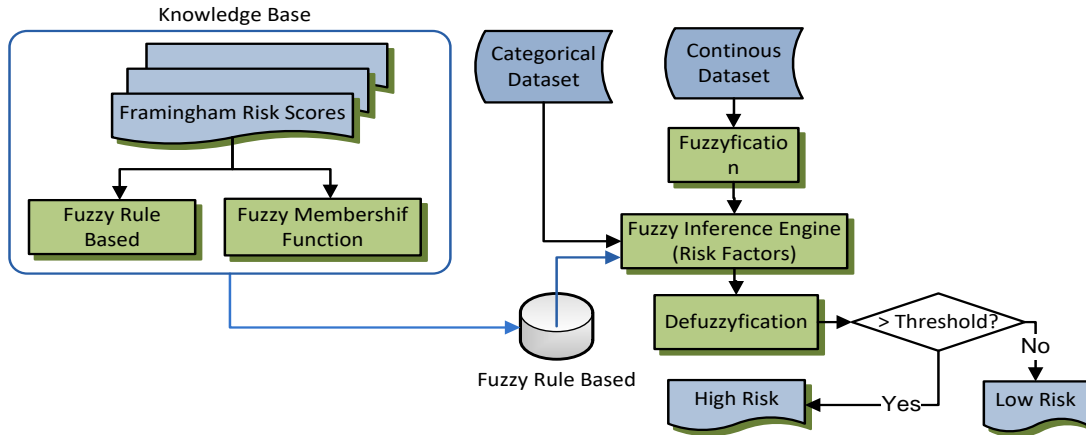 Knowledge Base
Framingham Risk Scores
Fuzzy Rule
Based
Fuzzy Membershif
Function
Categorical
Dataset
Continous
Dataset
Fuzzyficatio
n
Fuzzy Inference Engine
(Risk Factors)
Defuzzyfication
> Threshold?
No
Fuzzy Rule Based
High Risk
Yes
Low Risk